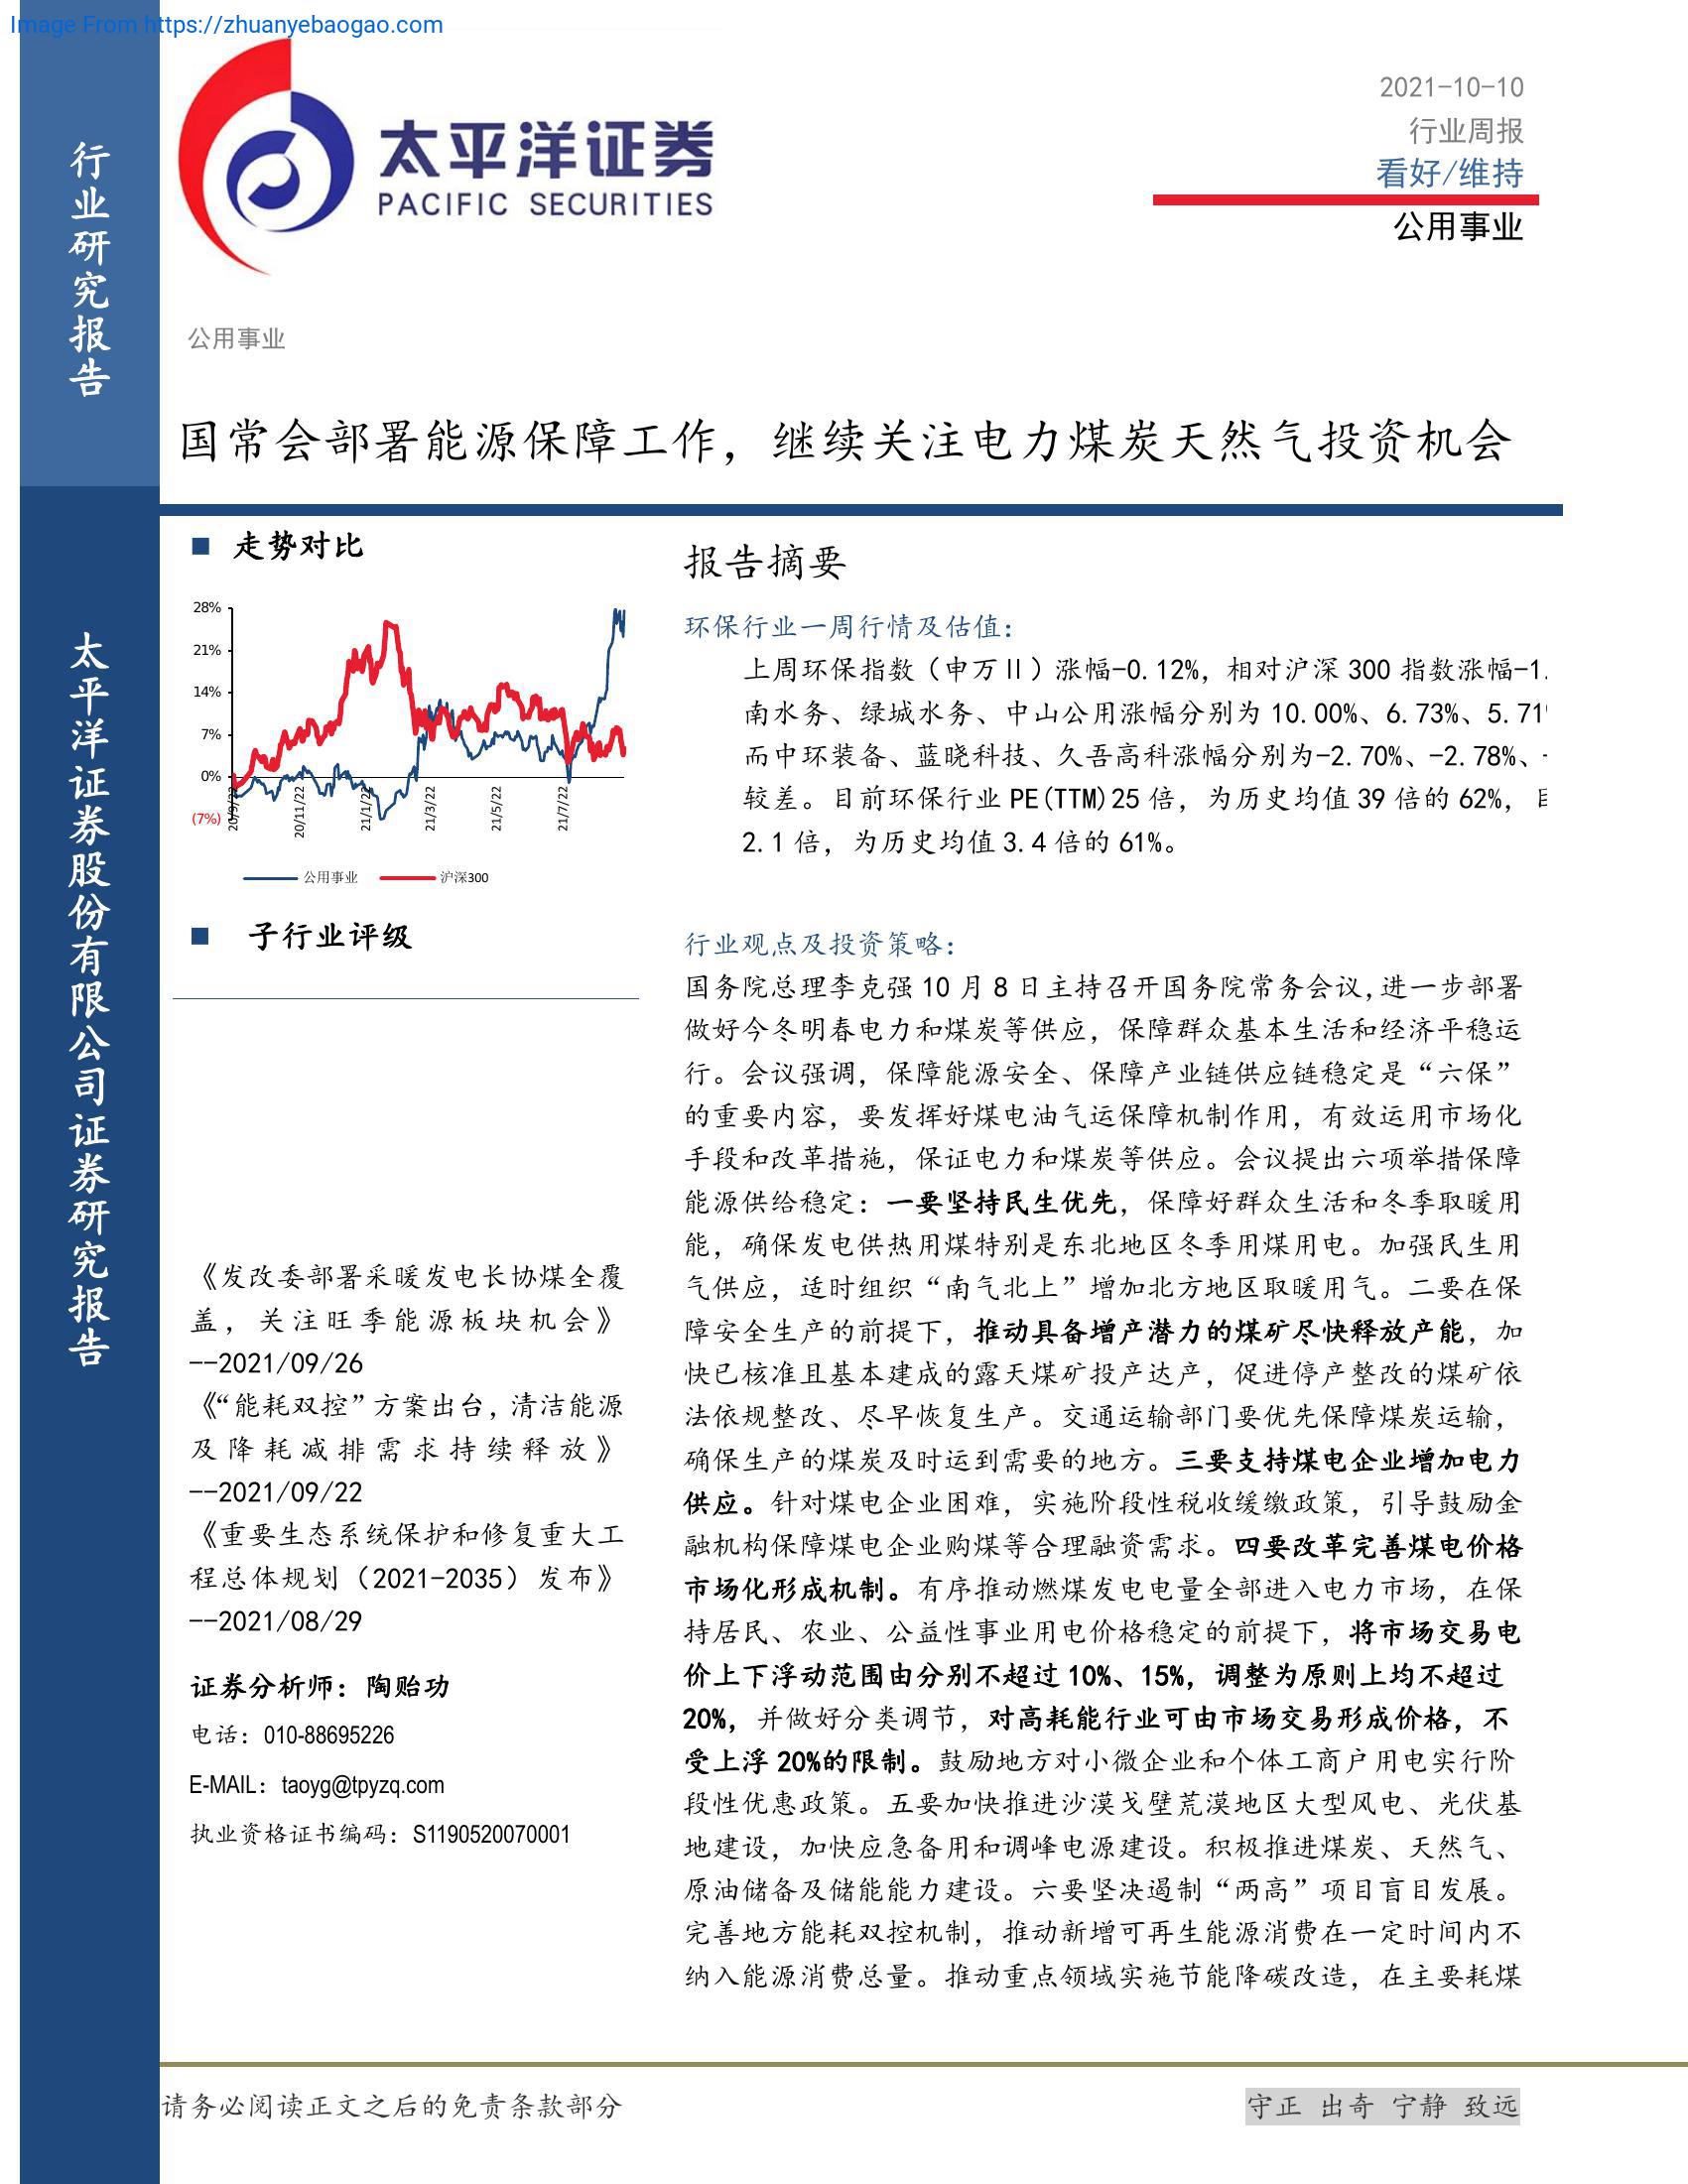 Image From https://zhuanyebaogao.com
行业研究报告
太平洋证券股份有限公司证券研究报告
太平洋证券
PACIFIC SECURITIES
2021-10-10
行业周报
看好/维持
公用事业
公用事业
国常会部署能源保障工作，继续关注电力煤炭天然气投资机会
■ 走势对比
28%
21%
14%
7%
0%
(7%)
20/9/22
20/11/22
21/1/22
21/3/22
21/5/22
21/7/22
公用事业
沪深300
■ 子行业评级
《发改委部署采暖发电长协煤全覆
盖，关注旺季能源板块机会》
--2021/09/26
《“能耗双控”方案出台，清洁能源
及降耗减排需求持续释放》
--2021/09/22
《重要生态系统保护和修复重大工
程总体规划（2021-2035）发布》
--2021/08/29
证券分析师：陶贻功
电话：010-88695226
E-MAIL：taoyg@tpyzq.com
执业资格证书编码：S1190520070001
报告摘要
环保行业一周行情及估值：
上周环保指数（申万Ⅱ）涨幅-0.12%，相对沪深 300 指数涨幅-1.
南水务、绿城水务、中山公用涨幅分别为 10.00%、6.73%、5.71
而中环装备、蓝晓科技、久吾高科涨幅分别为-2.70%、-2.78%、-
较差。目前环保行业 PE(TTM)25 倍，为历史均值 39 倍的 62%，
2.1 倍，为历史均值 3.4 倍的 61%。
行业观点及投资策略：
国务院总理李克强 10 月 8 日主持召开国务院常务会议,进一步部署
做好今冬明春电力和煤炭等供应，保障群众基本生活和经济平稳运
行。会议强调，保障能源安全、保障产业链供应链稳定是“六保”
的重要内容，要发挥好煤电油气运保障机制作用，有效运用市场化
手段和改革措施，保证电力和煤炭等供应。会议提出六项举措保障
能源供给稳定：一要坚持民生优先，保障好群众生活和冬季取暖用
能，确保发电供热用煤特别是东北地区冬季用煤用电。加强民生用
气供应，适时组织“南气北上”增加北方地区取暖用气。二要在保
障安全生产的前提下，推动具备增产潜力的煤矿尽快释放产能，加
快已核准且基本建成的露天煤矿投产达产，促进停产整改的煤矿依
法依规整改、尽早恢复生产。交通运输部门要优先保障煤炭运输，
确保生产的煤炭及时运到需要的地方。三要支持煤电企业增加电力
供应。针对煤电企业困难，实施阶段性税收缓缴政策，引导鼓励金
融机构保障煤电企业购煤等合理融资需求。四要改革完善煤电价格
市场化形成机制。有序推动燃煤发电电量全部进入电力市场，在保
持居民、农业、公益性事业用电价格稳定的前提下，将市场交易电
价上下浮动范围由分别不超过 10%、15%，调整为原则上均不超过
20%，并做好分类调节，对高耗能行业可由市场交易形成价格，不
受上浮 20%的限制。鼓励地方对小微企业和个体工商户用电实行阶
段性优惠政策。五要加快推进沙漠戈壁荒漠地区大型风电、光伏基
地建设，加快应急备用和调峰电源建设。积极推进煤炭、天然气、
原油储备及储能能力建设。六要坚决遏制“两高”项目盲目发展。
完善地方能耗双控机制，推动新增可再生能源消费在一定时间内不
纳入能源消费总量。推动重点领域实施节能降碳改造，在主要耗煤
请务必阅读正文之后的免责条款部分
守正 出奇 宁静 致远